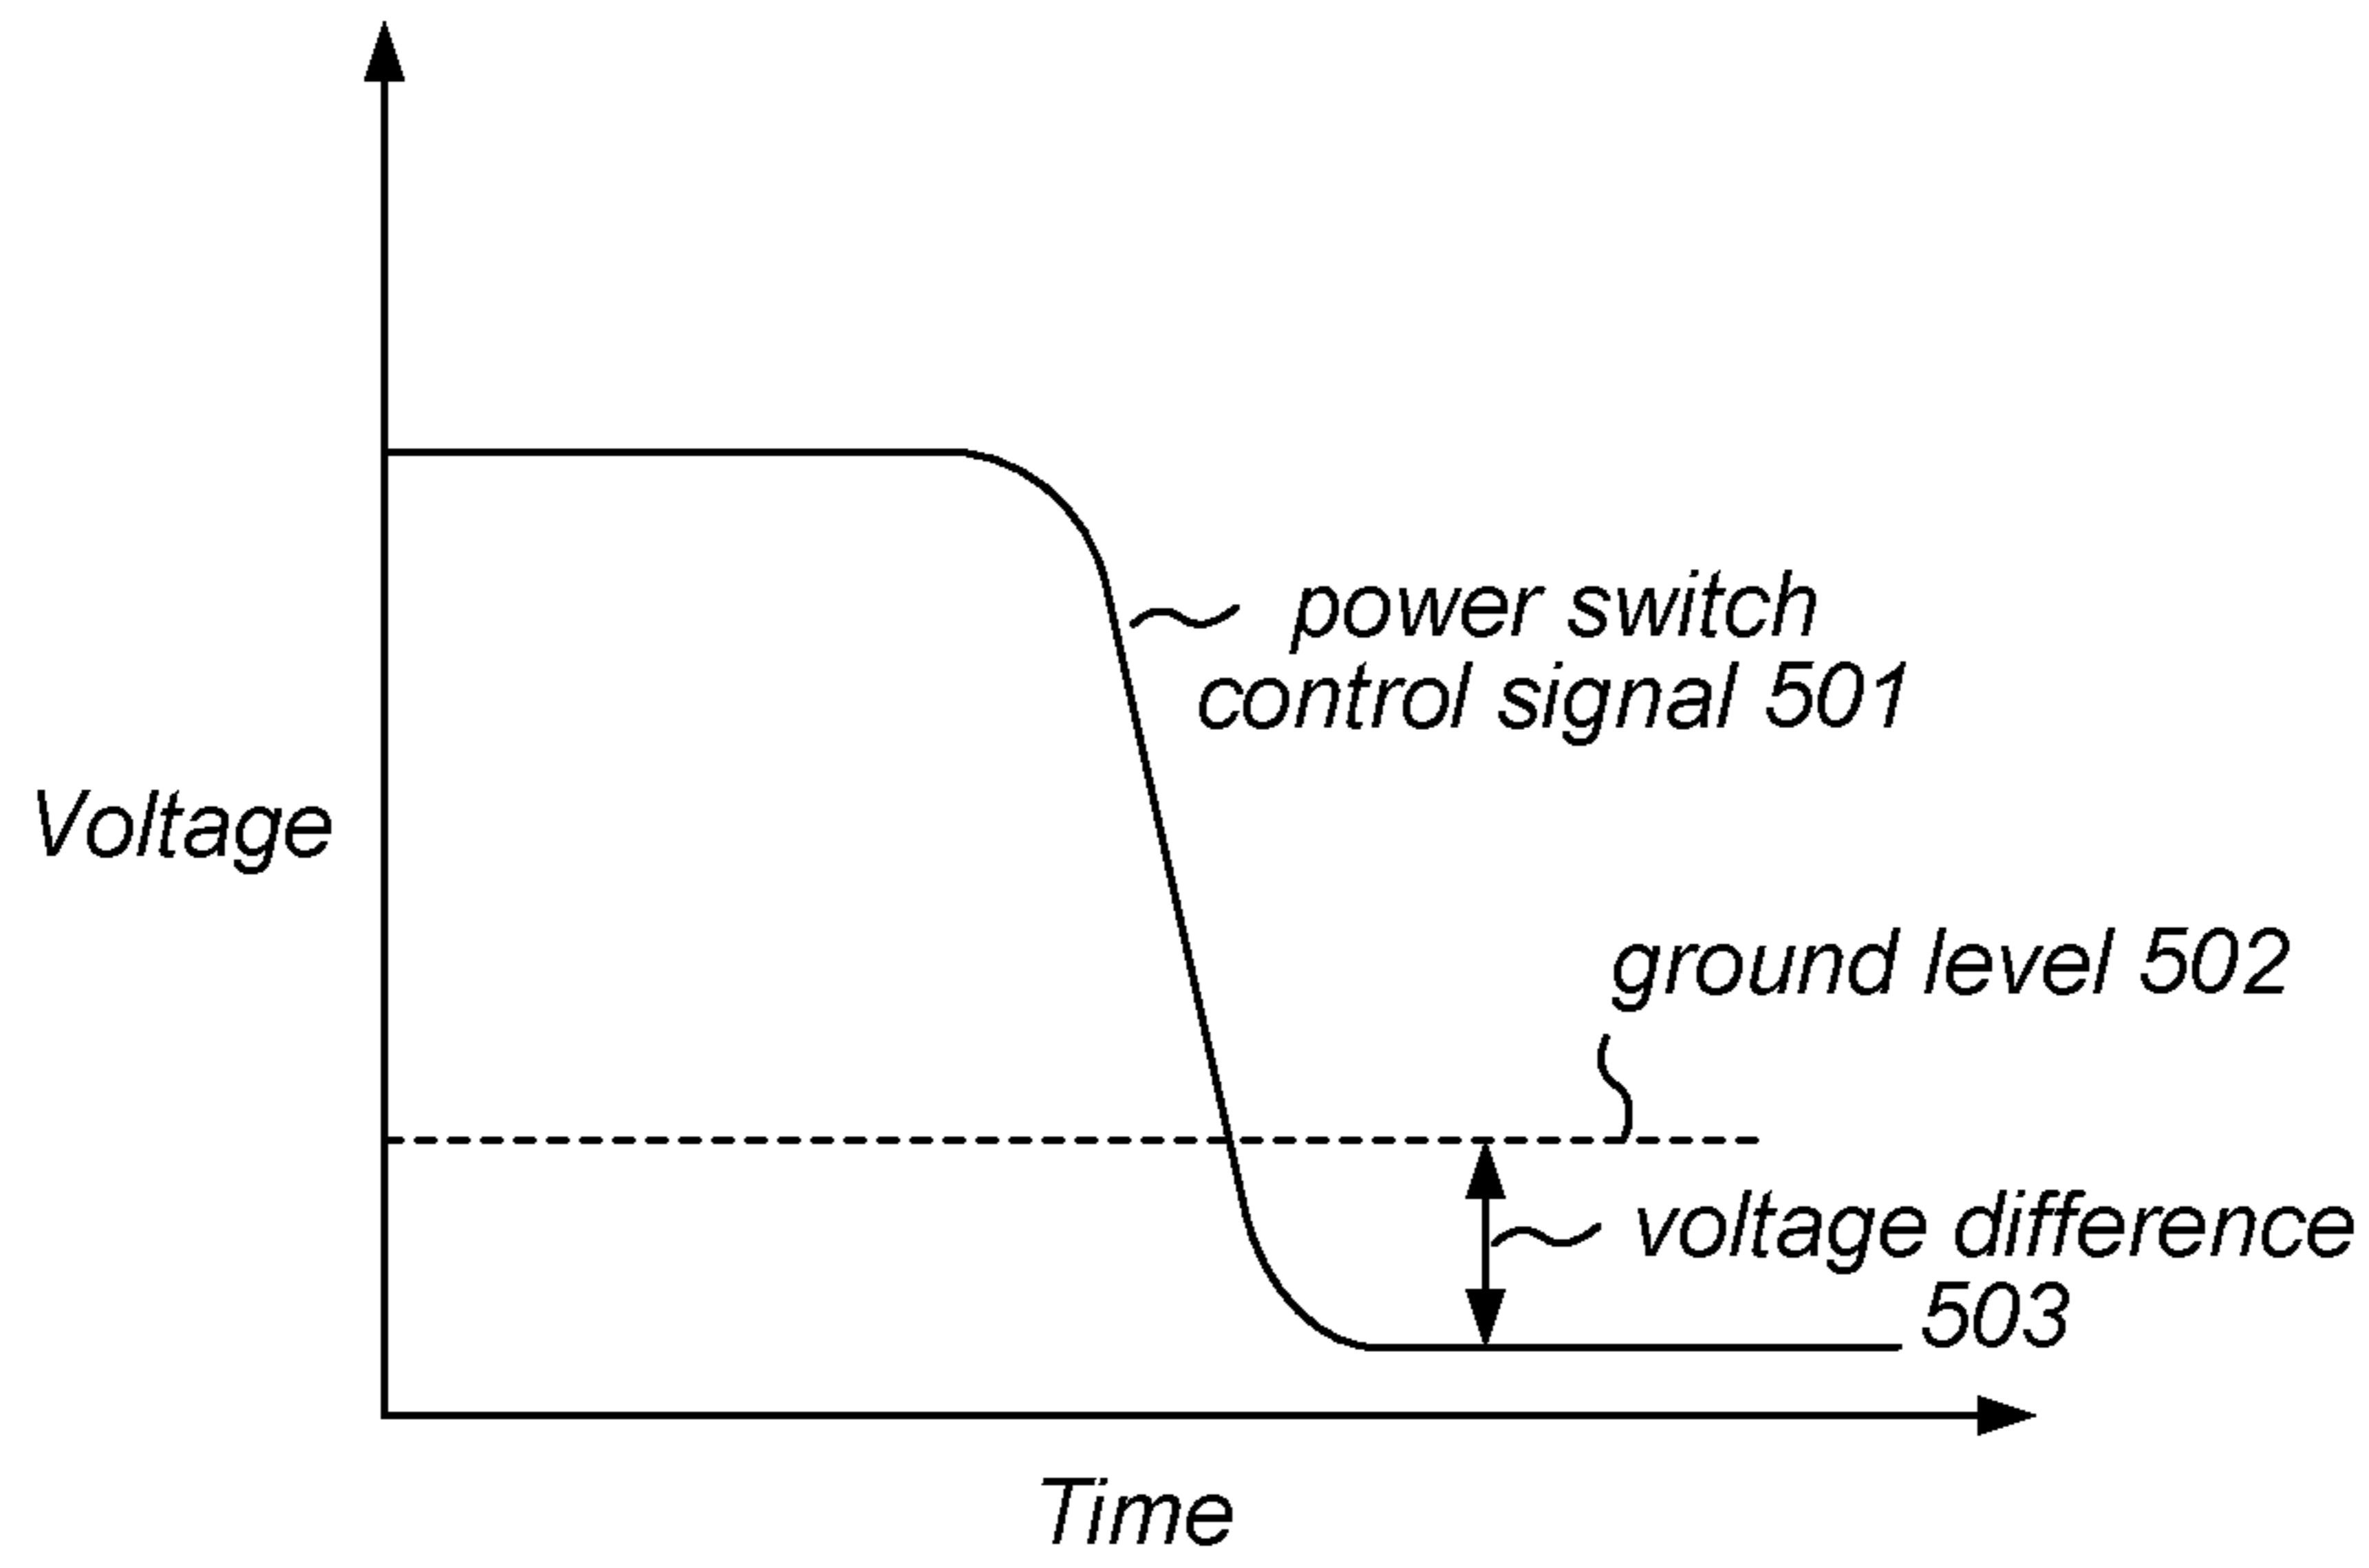 power switch
control signal 501
Voltage
ground level 502
voltage difference
503
Time